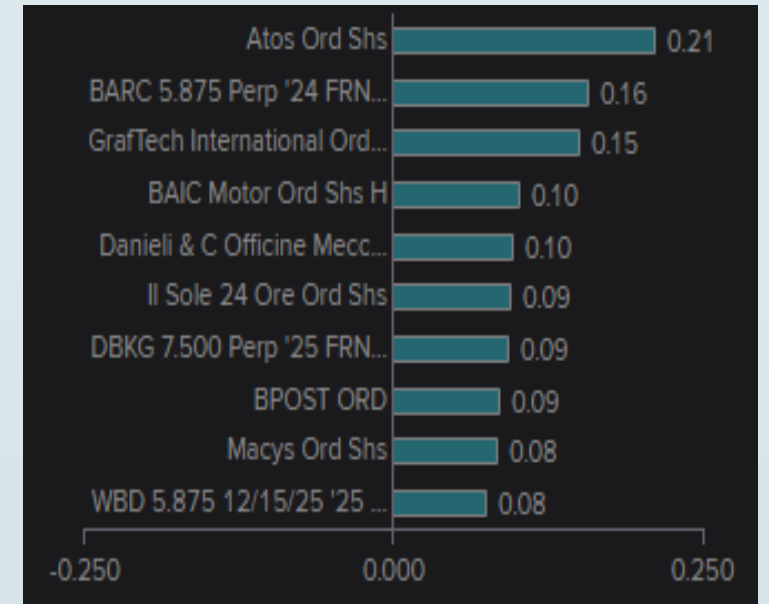 Atos Ord Shs 0.21
BARC 5.875 Perp '24 FRN... 0.16
GrafTech International Ord... 0.15
BAIC Motor Ord Shs H 0.10
Danieli & C Officine Mecc... 0.10
Il Sole 24 Ore Ord Shs 0.09
DBKG 7.500 Perp '25 FRN... 0.09
BPOST ORD 0.09
Macys Ord Shs 0.08
WBD 5.875 12/15/25 '25 ... 0.08
-0.250 0.000 0.250